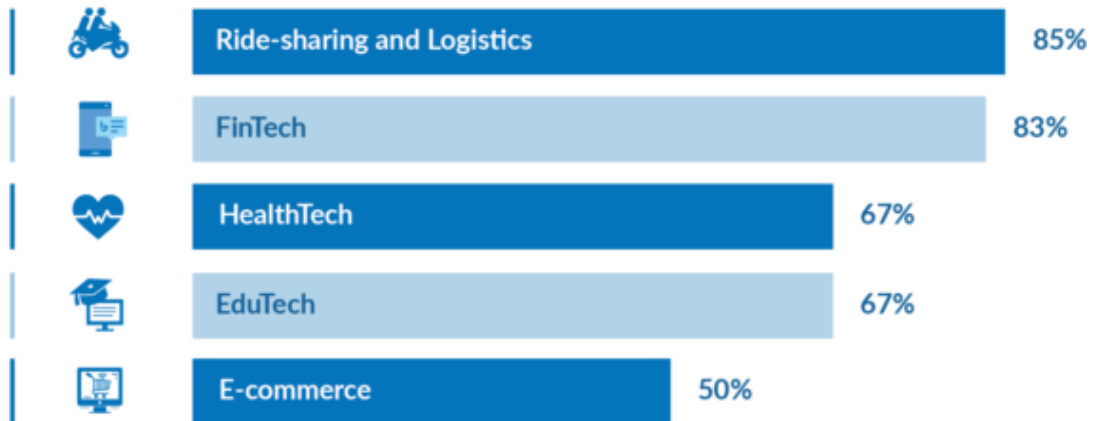 Ride-sharing and Logistics 85%
FinTech 83%
HealthTech 67%
EduTech 67%
E-commerce 50%